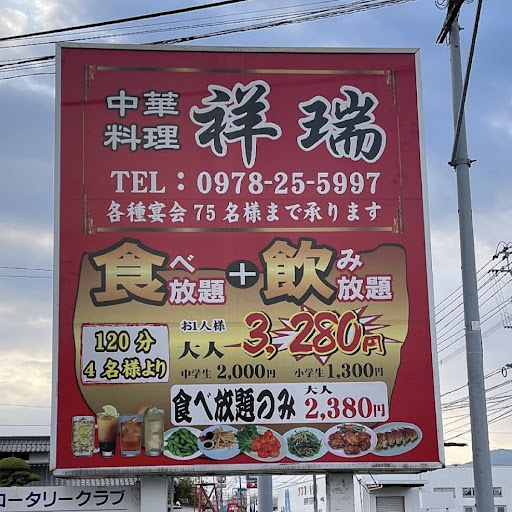 中華料理 祥瑞
TEL：0978-25-5997
各種宴会75名様まで承ります
食べ放題+飲み放題
120分
4名様より
お1人様
大人 3,280円
中学生 2,000円 小学生 1,300円
食べ放題のみ 大人 2,380円
ロータリークラブ